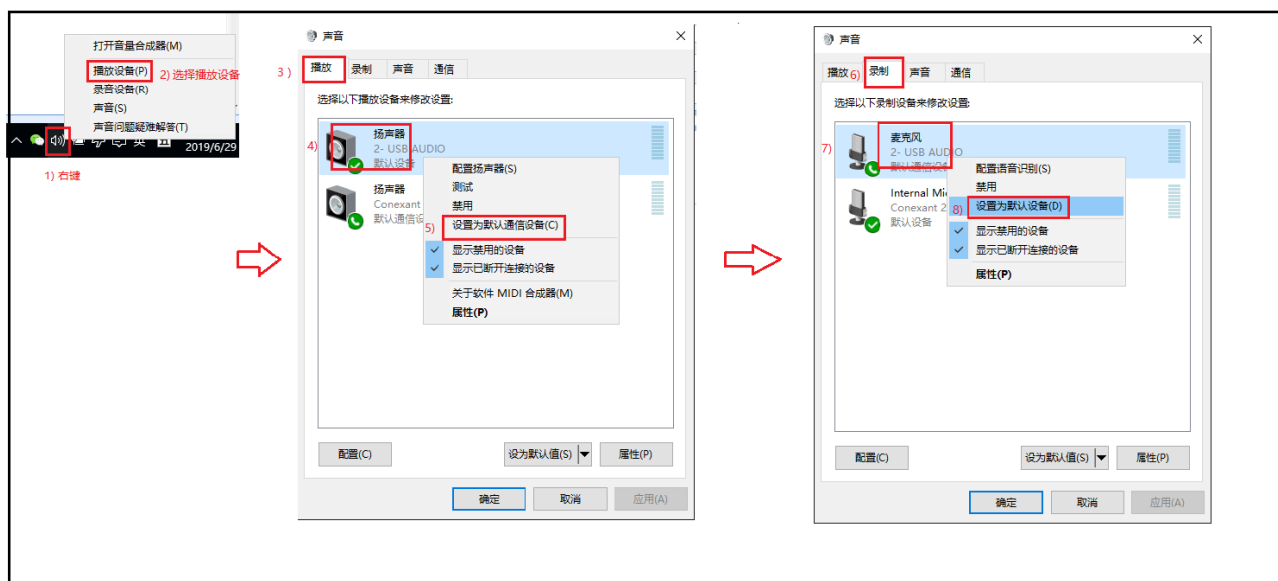 打开音量合成器(M)
播放设备(P) 2) 选择播放设备
录音设备(R)
声音(S)
声音问题疑难解答(T)
英
2019/6/29
1) 右键
声音
3) 播放 录制 声音 通信
选择以下播放设备来修改设置:
4) 扬声器
2- USB AUDIO
默认设备
扬声器
Conexant
默认通信
配置扬声器(S)
测试
禁用
5) 设置为默认通信设备(C)
显示禁用的设备
显示已断开连接的设备
关于软件 MIDI 合成器(M)
属性(P)
配置(C) 设为默认值(S) 属性(P)
确定 取消 应用(A)
声音
播放 6) 录制 声音 通信
选择以下录制设备来修改设置:
7) 麦克风
2- USB AUDIO
默认通信
Internal Mi
Conexant 2
默认设备
配置语音识别(S)
禁用
8) 设置为默认设备(D)
显示禁用的设备
显示已断开连接的设备
属性(P)
配置(C) 设为默认值(S) 属性(P)
确定 取消 应用(A)